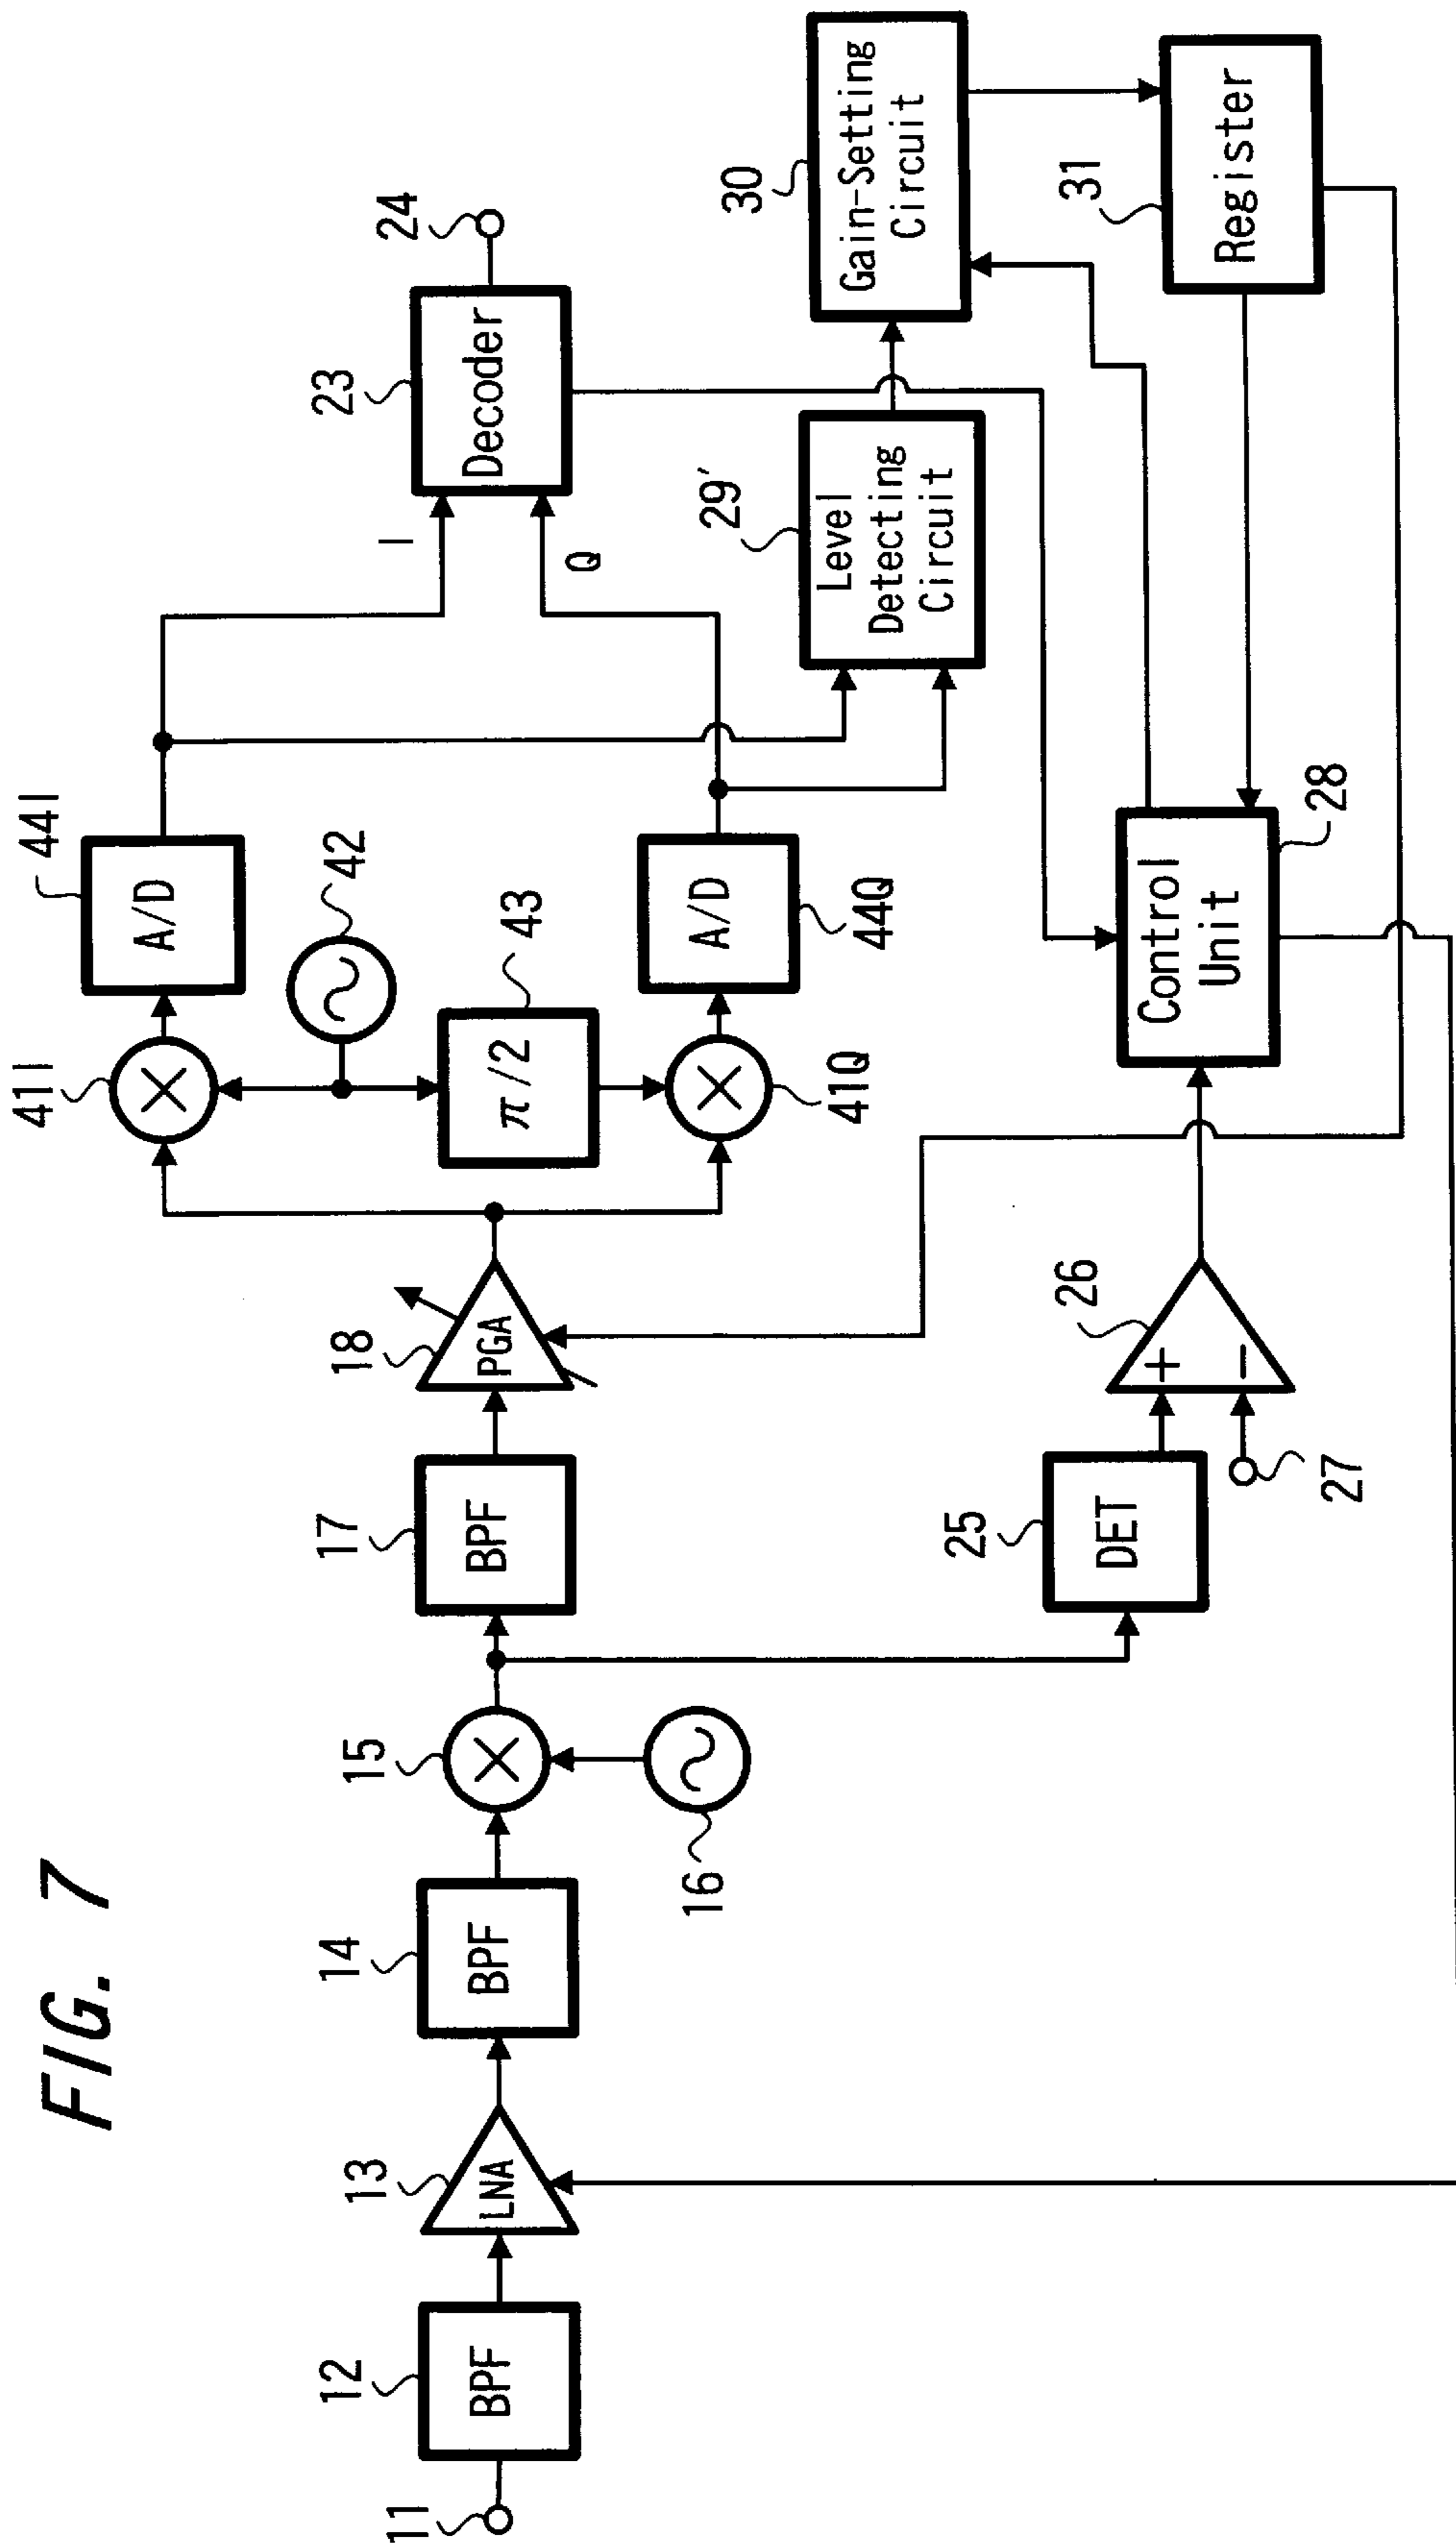 FIG. 7
11
12
BPF
13
LNA
14
BPF
15
16
17
BPF
18
PGA
41I
42
43
π/2
41Q
44I
A/D
44Q
A/D
I
Q
23
Decoder
24
25
DET
26
+
−
27
28
Control
Unit
29'
Level
Detecting
Circuit
30
Gain-Setting
Circuit
31
Register